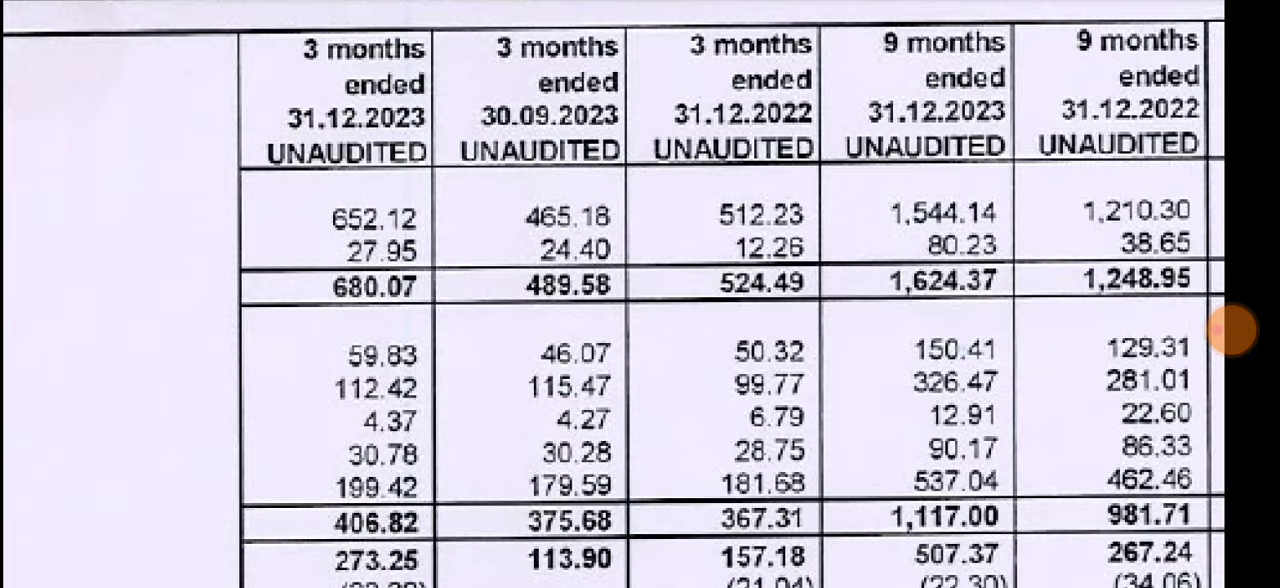 3 months 3 months 3 months 9 months 9 months
ended ended ended ended ended
31.12.2023 30.09.2023 31.12.2022 31.12.2023 31.12.2022
UNAUDITED UNAUDITED UNAUDITED UNAUDITED UNAUDITED
652.12 465.18 512.23 1,544.14 1,210.30
27.95 24.40 12.26 80.23 38.65
680.07 489.58 524.49 1,624.37 1,248.95
59.83 46.07 50.32 150.41 129.31
112.42 115.47 99.77 326.47 281.01
4.37 4.27 6.79 12.91 22.60
30.78 30.28 28.75 90.17 86.33
199.42 179.59 181.68 537.04 462.46
406.82 375.68 367.31 1,117.00 981.71
273.25 113.90 157.18 507.37 267.24
(21.04) (22.30) (34.06)